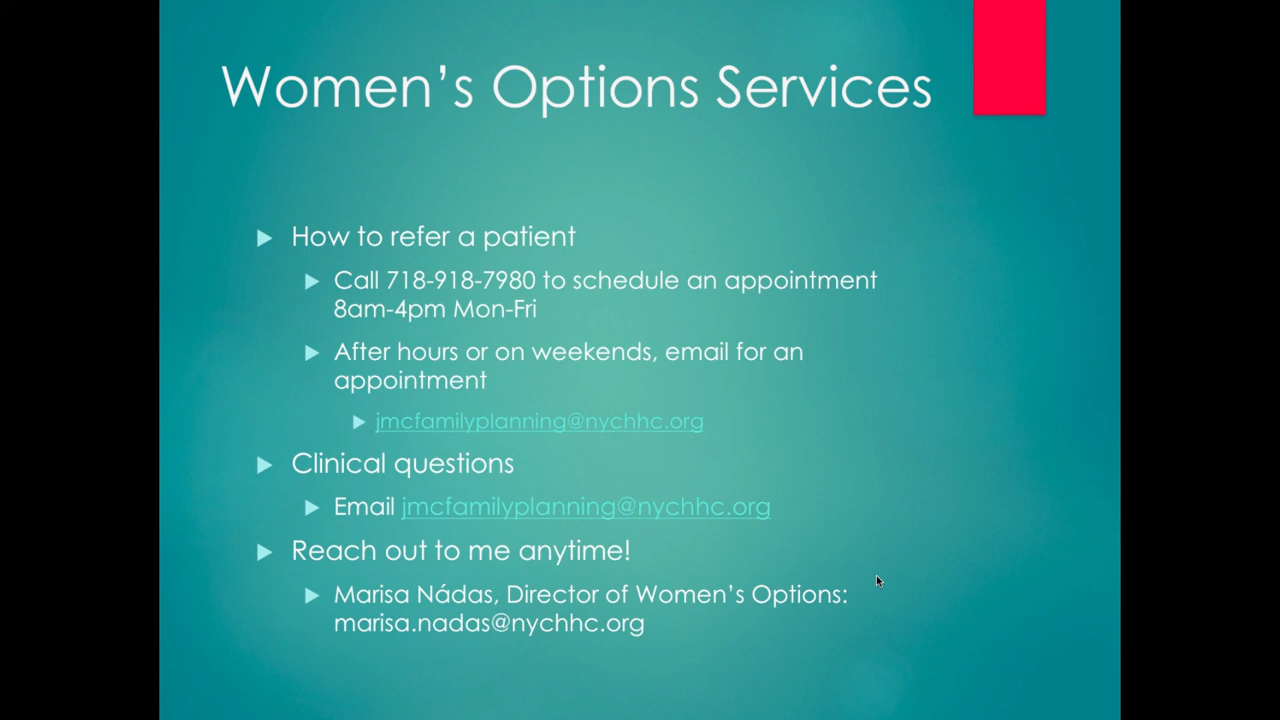 Women’s Options Services
How to refer a patient
Call 718-918-7980 to schedule an appointment
8am-4pm Mon-Fri
After hours or on weekends, email for an
appointment
jmcfamilyplanning@nychhc.org
Clinical questions
Email jmcfamilyplanning@nychhc.org
Reach out to me anytime!
Marisa Nádas, Director of Women’s Options:
marisa.nadas@nychhc.org